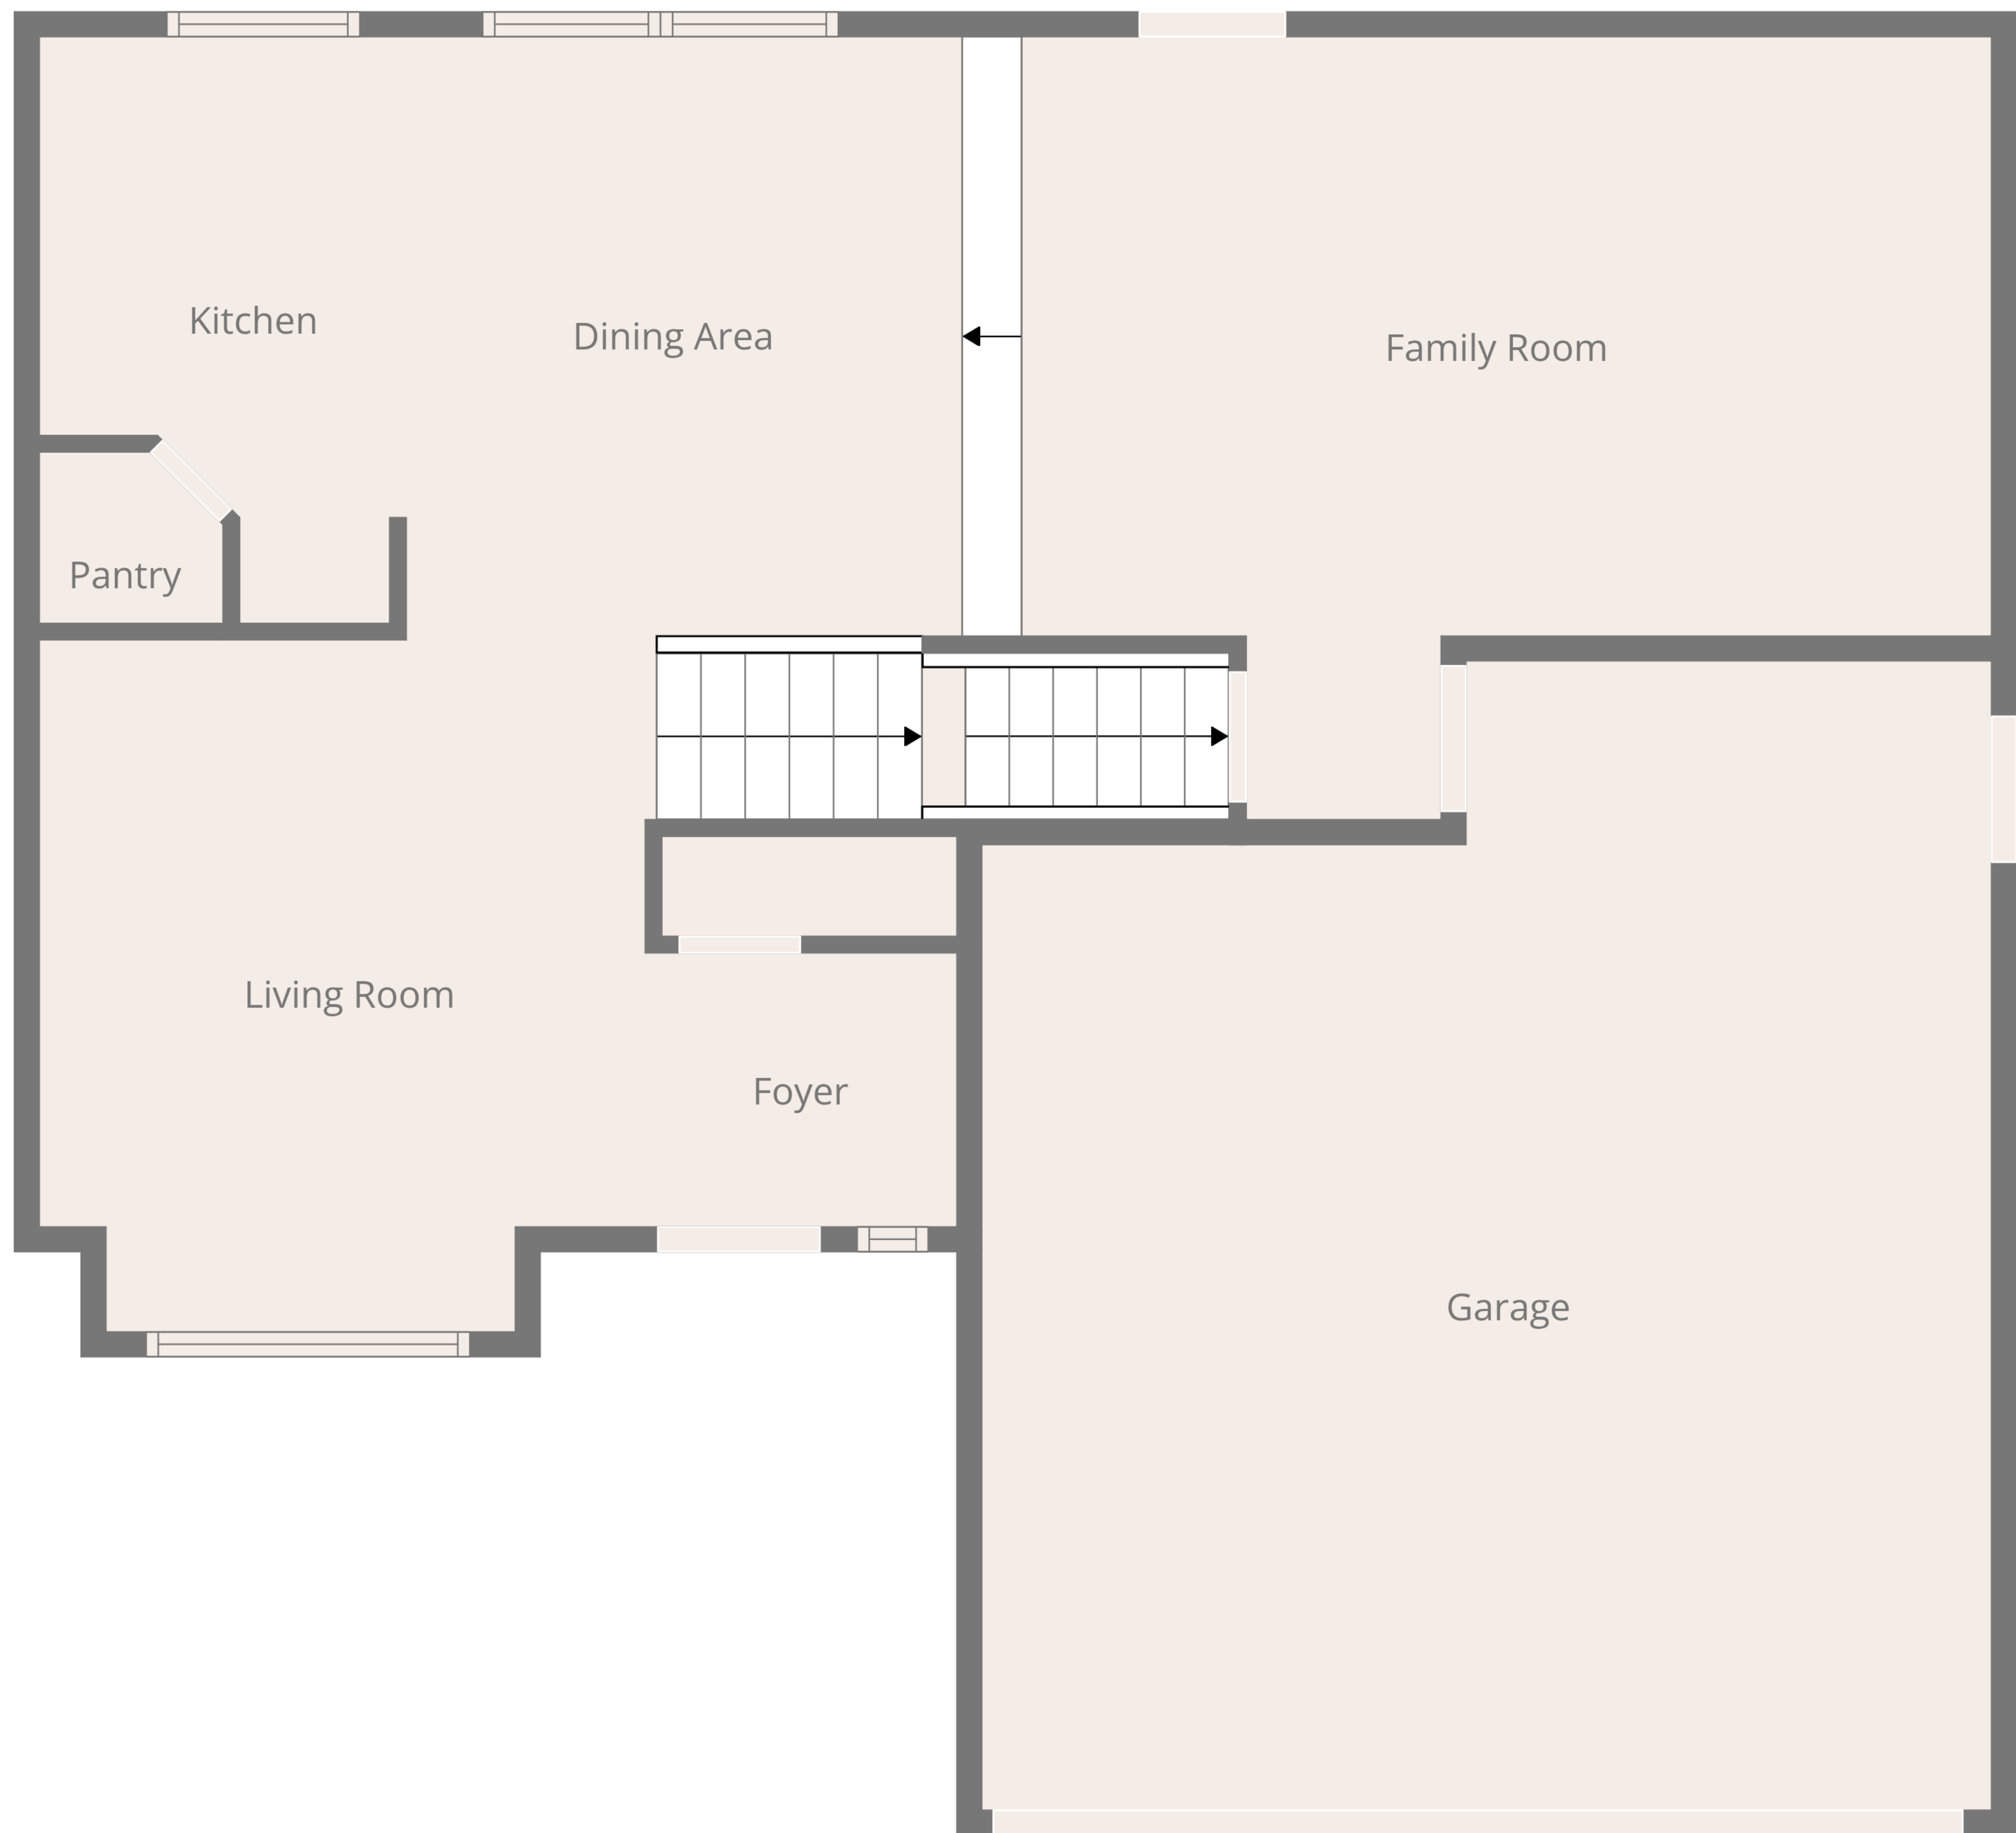 Kitchen
Dining Area
Family Room
Pantry
Living Room
Foyer
Garage